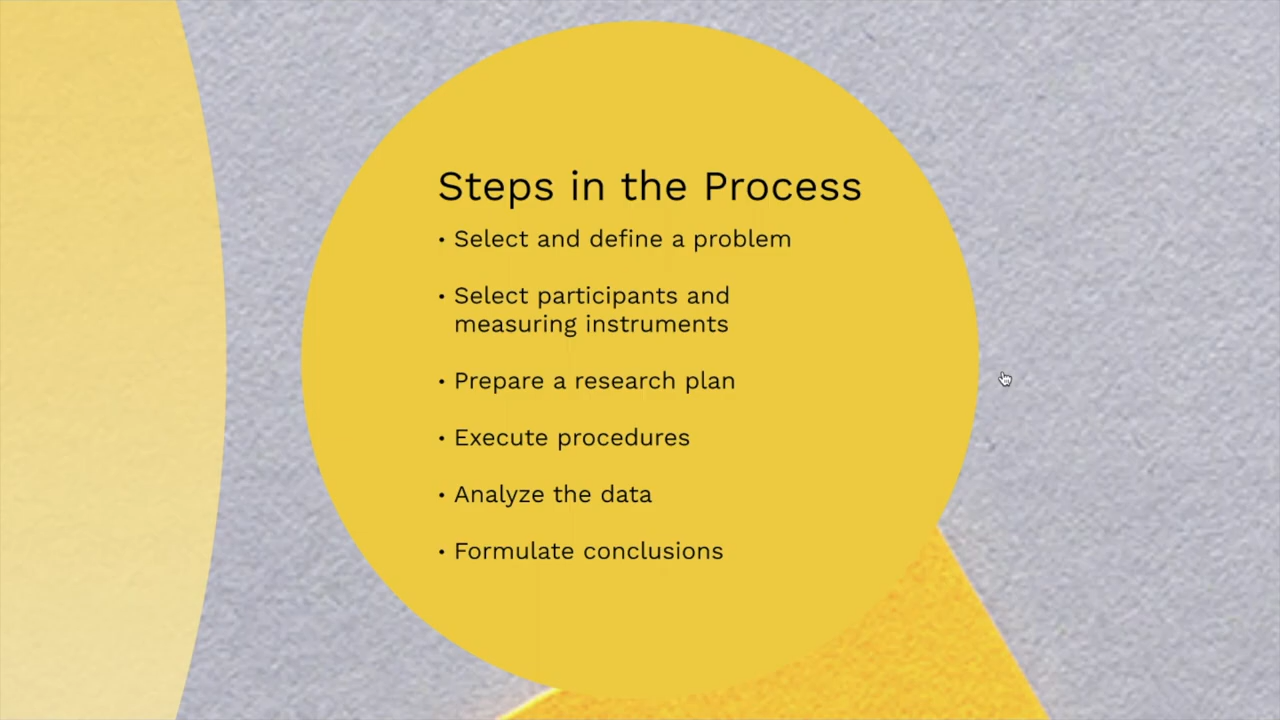 Steps in the Process
• Select and define a problem
• Select participants and
measuring instruments
• Prepare a research plan
• Execute procedures
• Analyze the data
• Formulate conclusions